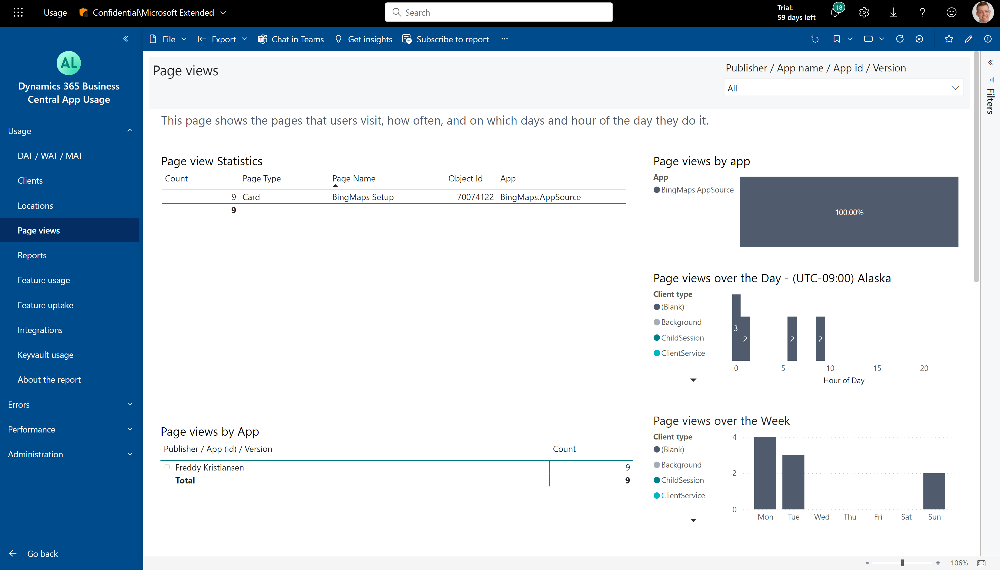 Usage
Confidential\Microsoft Extended
Search
Trial:
59 days left
18
File
Export
Chat in Teams
Get insights
Subscribe to report
AL
Dynamics 365 Business
Central App Usage
Usage
DAT / WAT / MAT
Clients
Locations
Page views
Reports
Feature usage
Feature uptake
Integrations
Keyvault usage
About the report
Errors
Performance
Administration
Go back
Page views
Publisher / App name / App id / Version
All
Filters
This page shows the pages that users visit, how often, and on which days and hour of the day they do it.
Page view Statistics
Count Page Type Page Name Object Id App
9 Card BingMaps Setup 70074122 BingMaps.AppSource
9
Page views by app
App
BingMaps.AppSource
100.00%
Page views over the Day - (UTC-09:00) Alaska
Client type
(Blank)
Background
ChildSession
ClientService
3
2
2
2
0 5 10 15 20
Hour of Day
Page views by App
Publisher / App (id) / Version Count
Freddy Kristiansen 9
Total 9
Page views over the Week
Client type
(Blank)
Background
ChildSession
ClientService
4
2
0
Mon Tue Wed Thu Fri Sat Sun
- + 106%